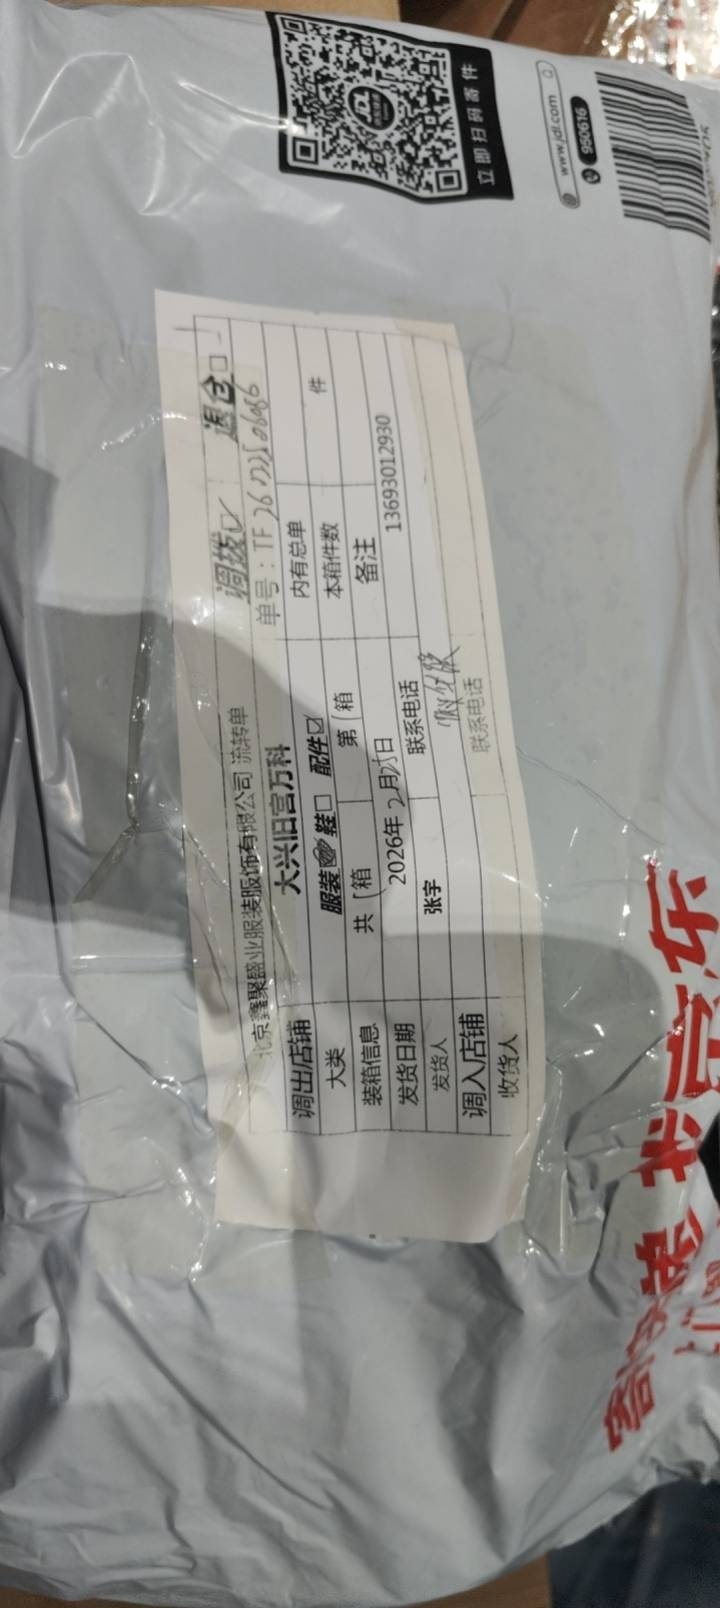 立即扫码寄件
www.jdl.com
950616
北京鑫聚盛业服装服饰有限公司 流转单
调拨☑ 退仓□
单号：TF
调出店铺 大兴旧宫万科 内有总单 件
大类 服装 鞋□ 配件☑ 本箱件数
装箱信息 共1箱 第1箱 备注
发货日期 2026年2月 日
发货人 张宇 联系电话 13693012930
调入店铺
收货人 联系电话
寄快递 找京东